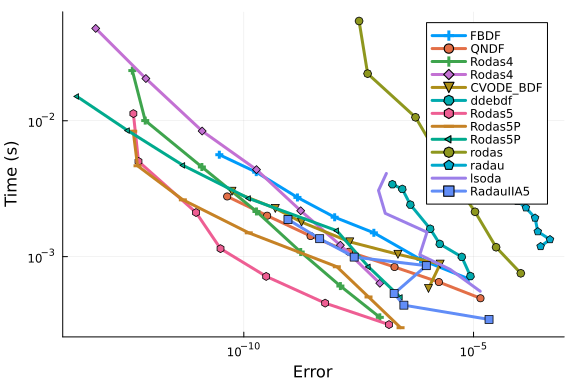 FBDF
QNDF
Rodas4
Rodas4
CVODE_BDF
ddebdf
Rodas5
Rodas5P
Rodas5P
rodas
radau
lsoda
RadauIIA5
Time (s)
10⁻²
10⁻³
10⁻¹⁰
10⁻⁵
Error